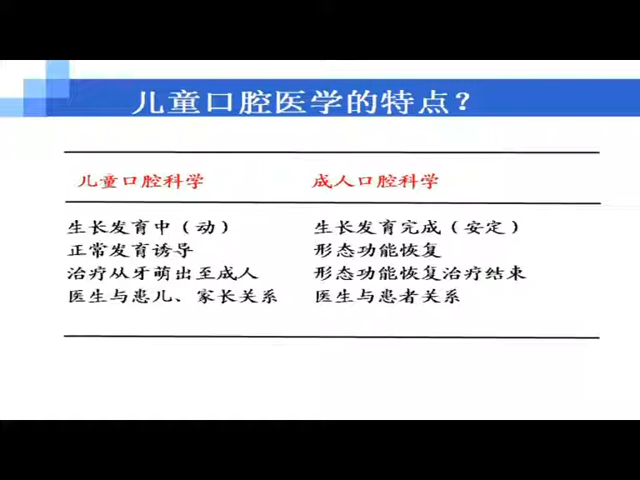 儿童口腔医学的特点？
儿童口腔科学 成人口腔科学
生长发育中（动） 生长发育完成（安定）
正常发育诱导 形态功能恢复
治疗从牙萌出至成人 形态功能恢复治疗结束
医生与患儿、家长关系 医生与患者关系